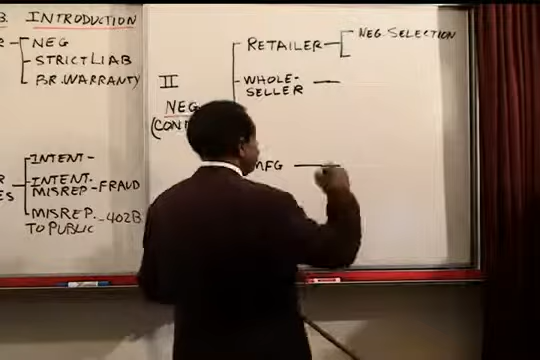 B. INTRODUCTION
NEG
STRICT LIAB
BR. WARRANTY
INTENT-
INTENT.
MISREP-FRAUD
MISREP.-402B
TO PUBLIC
II
NEG
RETAILER
NEG. SELECTION
WHOLE-
SELLER
MFG